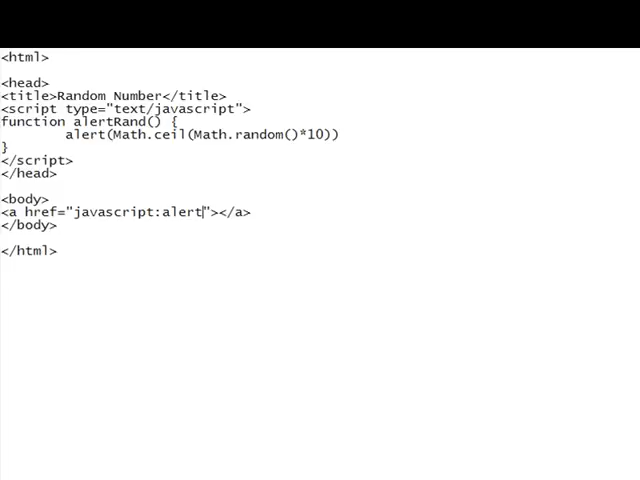 <html>
<head>
<title>Random Number</title>
<script type="text/javascript">
function alertRand() {
alert(Math.ceil(Math.random()*10))
}
</script>
</head>
<body>
<a href="javascript:alert"></a>
</body>
</html>